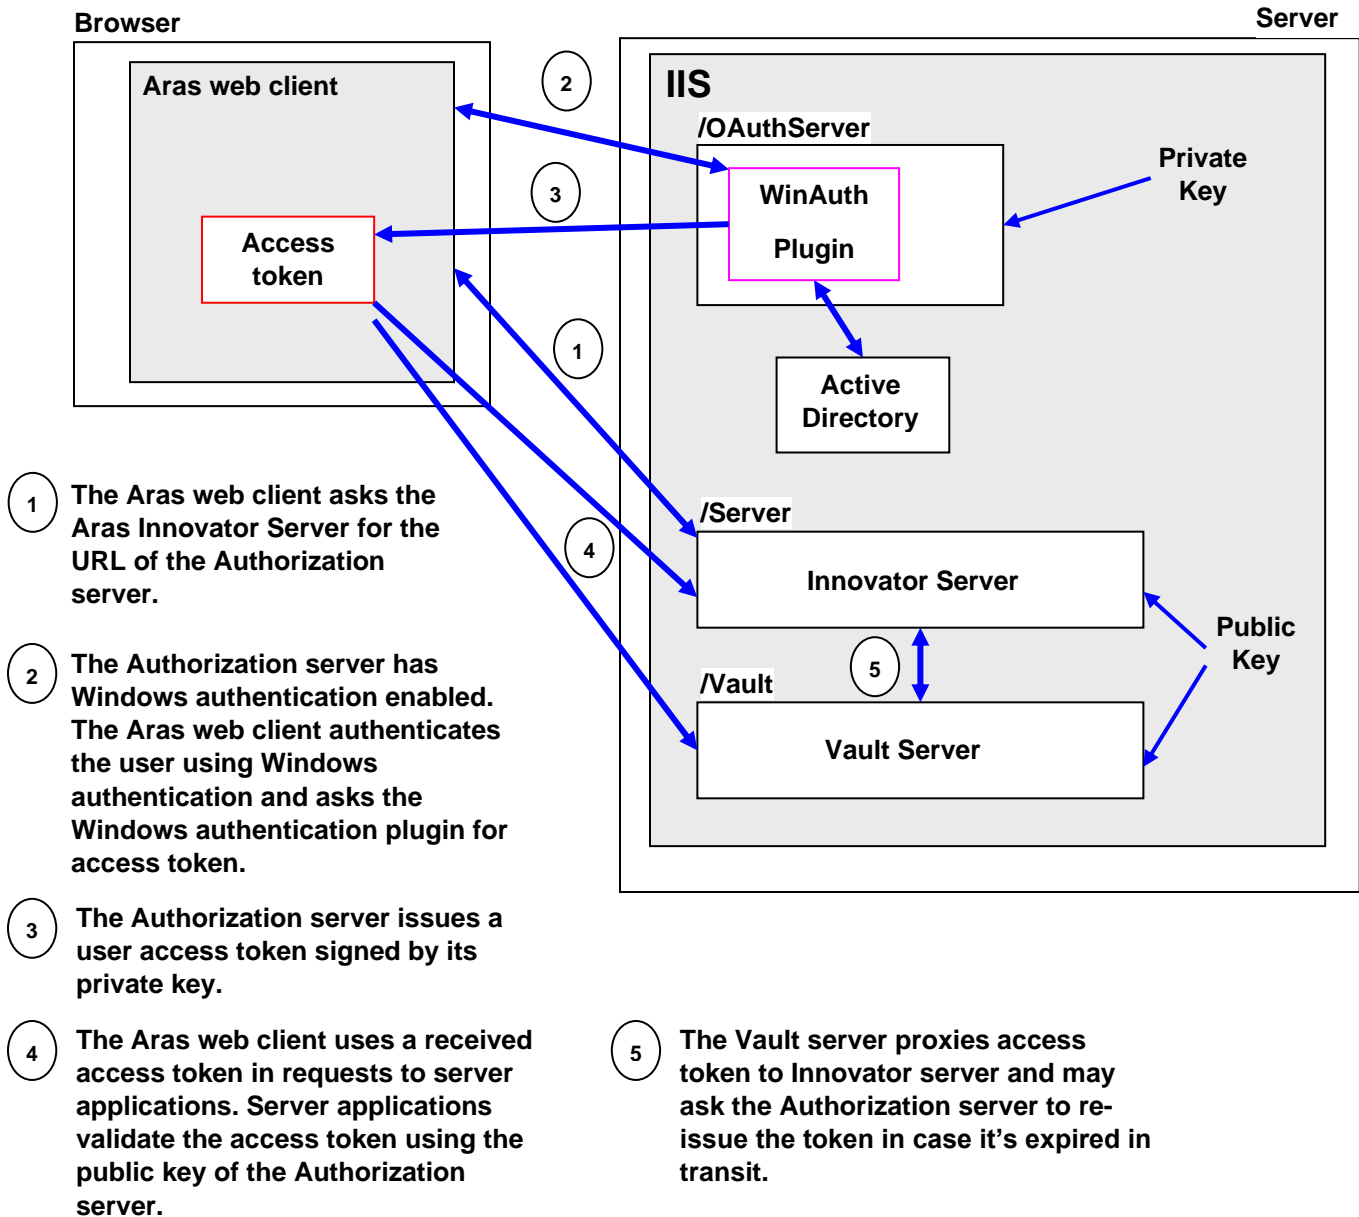 Browser
Server
Aras web client
IIS
2
/OAuthServer
Private
Key
3
WinAuth
Plugin
Access
token
1
Active
Directory
/Server
4
Innovator Server
Public
Key
5
/Vault
Vault Server
1
The Aras web client asks the
Aras Innovator Server for the
URL of the Authorization
server.
2
The Authorization server has
Windows authentication enabled.
The Aras web client authenticates
the user using Windows
authentication and asks the
Windows authentication plugin for
access token.
3
The Authorization server issues a
user access token signed by its
private key.
4
The Aras web client uses a received
access token in requests to server
applications. Server applications
validate the access token using the
public key of the Authorization
server.
5
The Vault server proxies access
token to Innovator server and may
ask the Authorization server to re-
issue the token in case it’s expired in
transit.